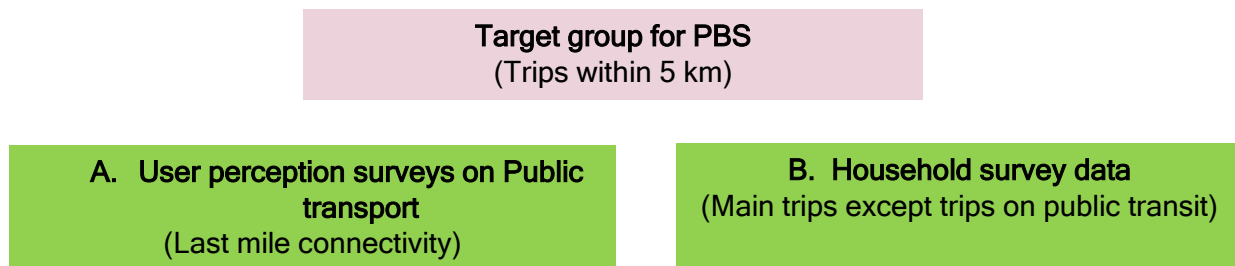 Target group for PBS
(Trips within 5 km)
A. User perception surveys on Public
transport
(Last mile connectivity)
B. Household survey data
(Main trips except trips on public transit)